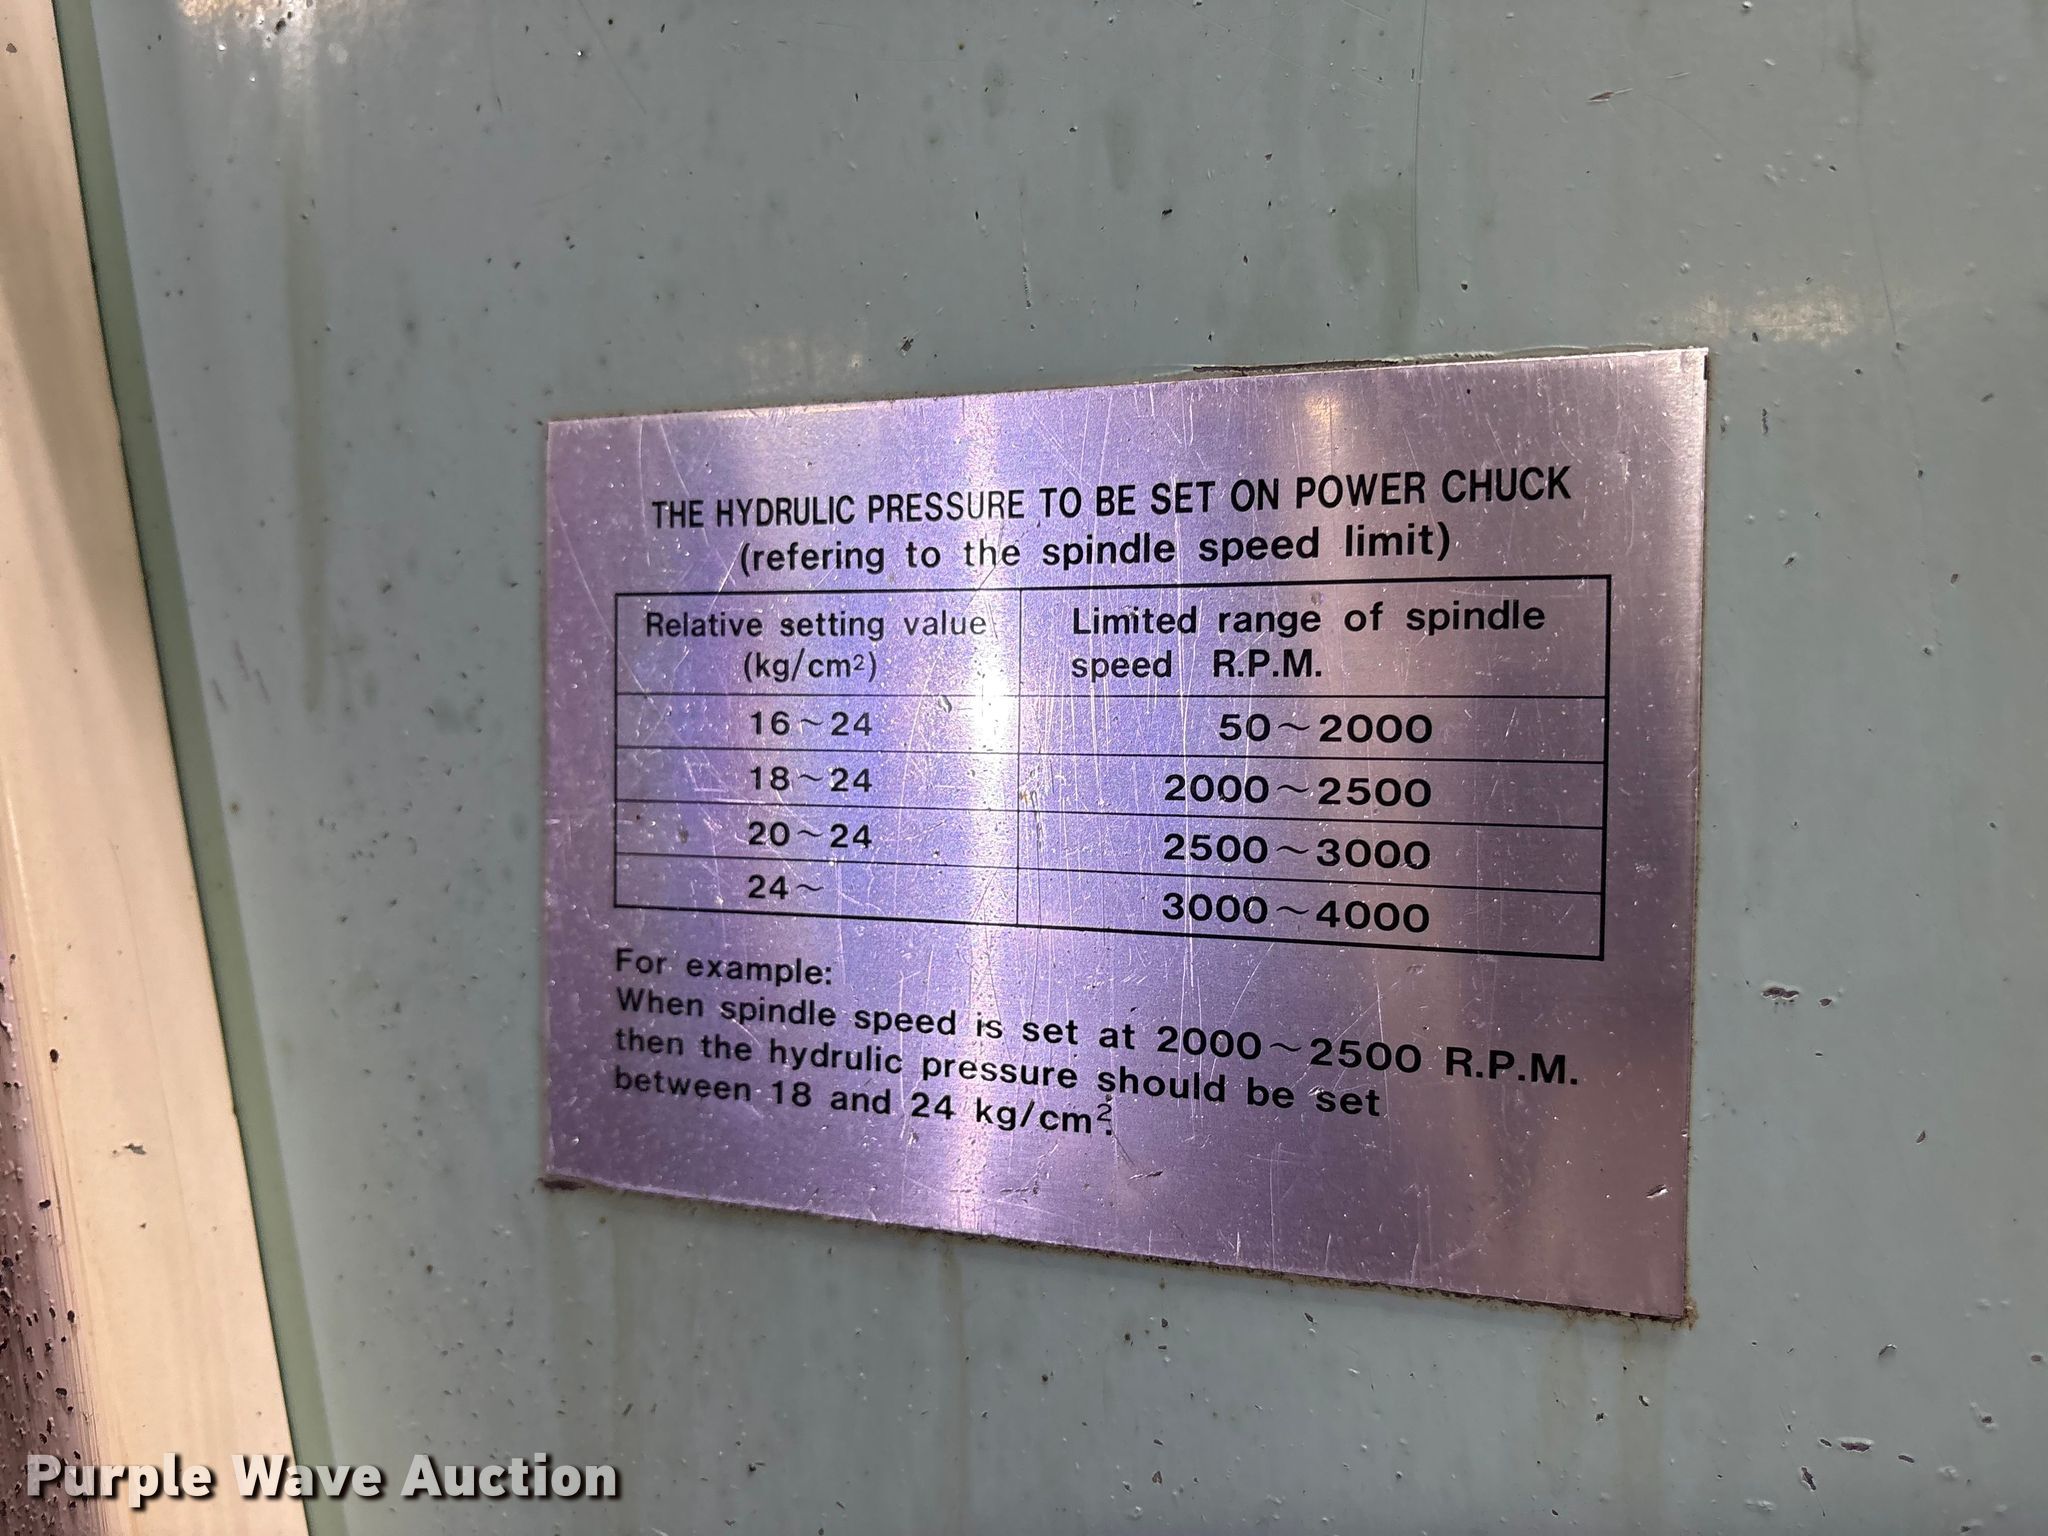 THE HYDRULIC PRESSURE TO BE SET ON POWER CHUCK
(refering to the spindle speed limit)
Relative setting value
(kg/cm²)
Limited range of spindle
speed R.P.M.
16~24 50~2000
18~24 2000~2500
20~24 2500~3000
24~ 3000~4000
For example:
When spindle speed is set at 2000~2500 R.P.M.
then the hydrulic pressure should be set
between 18 and 24 kg/cm².
Purple Wave Auction